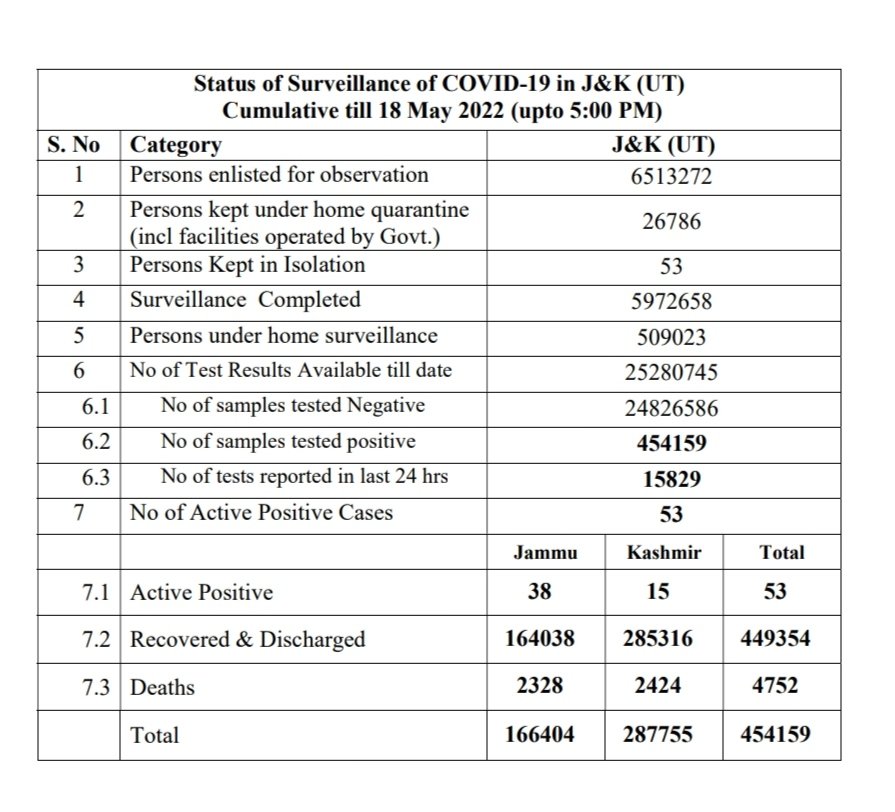 Status of Surveillance of COVID-19 in J&K (UT)
Cumulative till 18 May 2022 (upto 5:00 PM)
S. No Category J&K (UT)
1 Persons enlisted for observation 6513272
2 Persons kept under home quarantine
(incl facilities operated by Govt.) 26786
3 Persons Kept in Isolation 53
4 Surveillance Completed 5972658
5 Persons under home surveillance 509023
6 No of Test Results Available till date 25280745
6.1 No of samples tested Negative 24826586
6.2 No of samples tested positive 454159
6.3 No of tests reported in last 24 hrs 15829
7 No of Active Positive Cases 53
Jammu Kashmir Total
7.1 Active Positive 38 15 53
7.2 Recovered & Discharged 164038 285316 449354
7.3 Deaths 2328 2424 4752
Total 166404 287755 454159